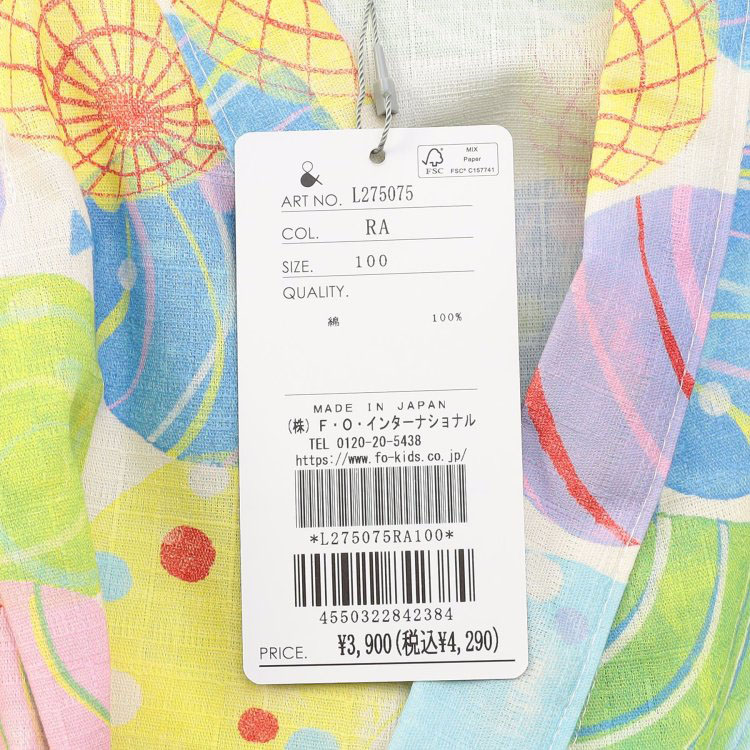 &
FSC
MIX
Paper
FSC® C157741
ART NO. L275075
COL. RA
SIZE. 100
QUALITY.
綿 100%
MADE IN JAPAN
(株) F・O・インターナショナル
TEL 0120-20-5438
https://www.fo-kids.co.jp/
*L275075RA100*
4550322842384
PRICE. ¥3,900(税込¥4,290)